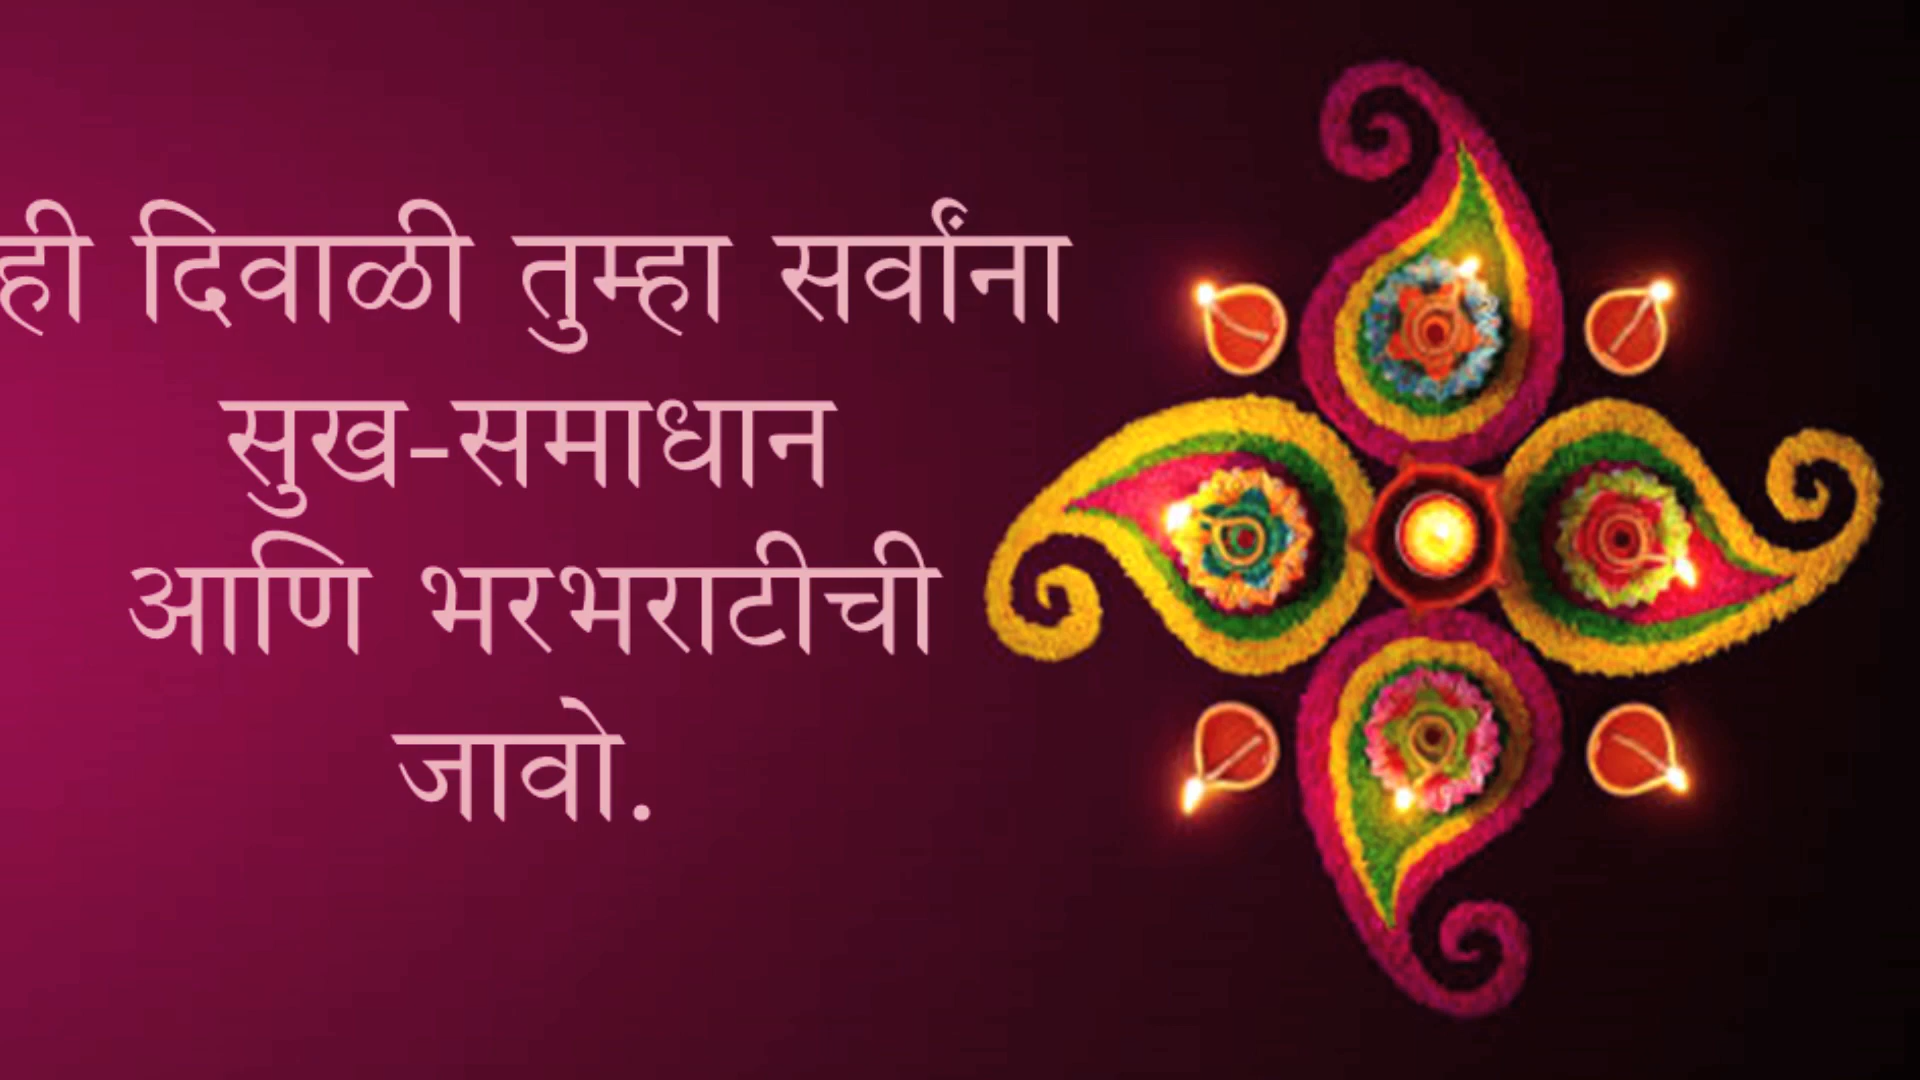 ही दिवाळी तुम्हा सर्वांना
सुख-समाधान
आणि भरभराटीची
जावो.